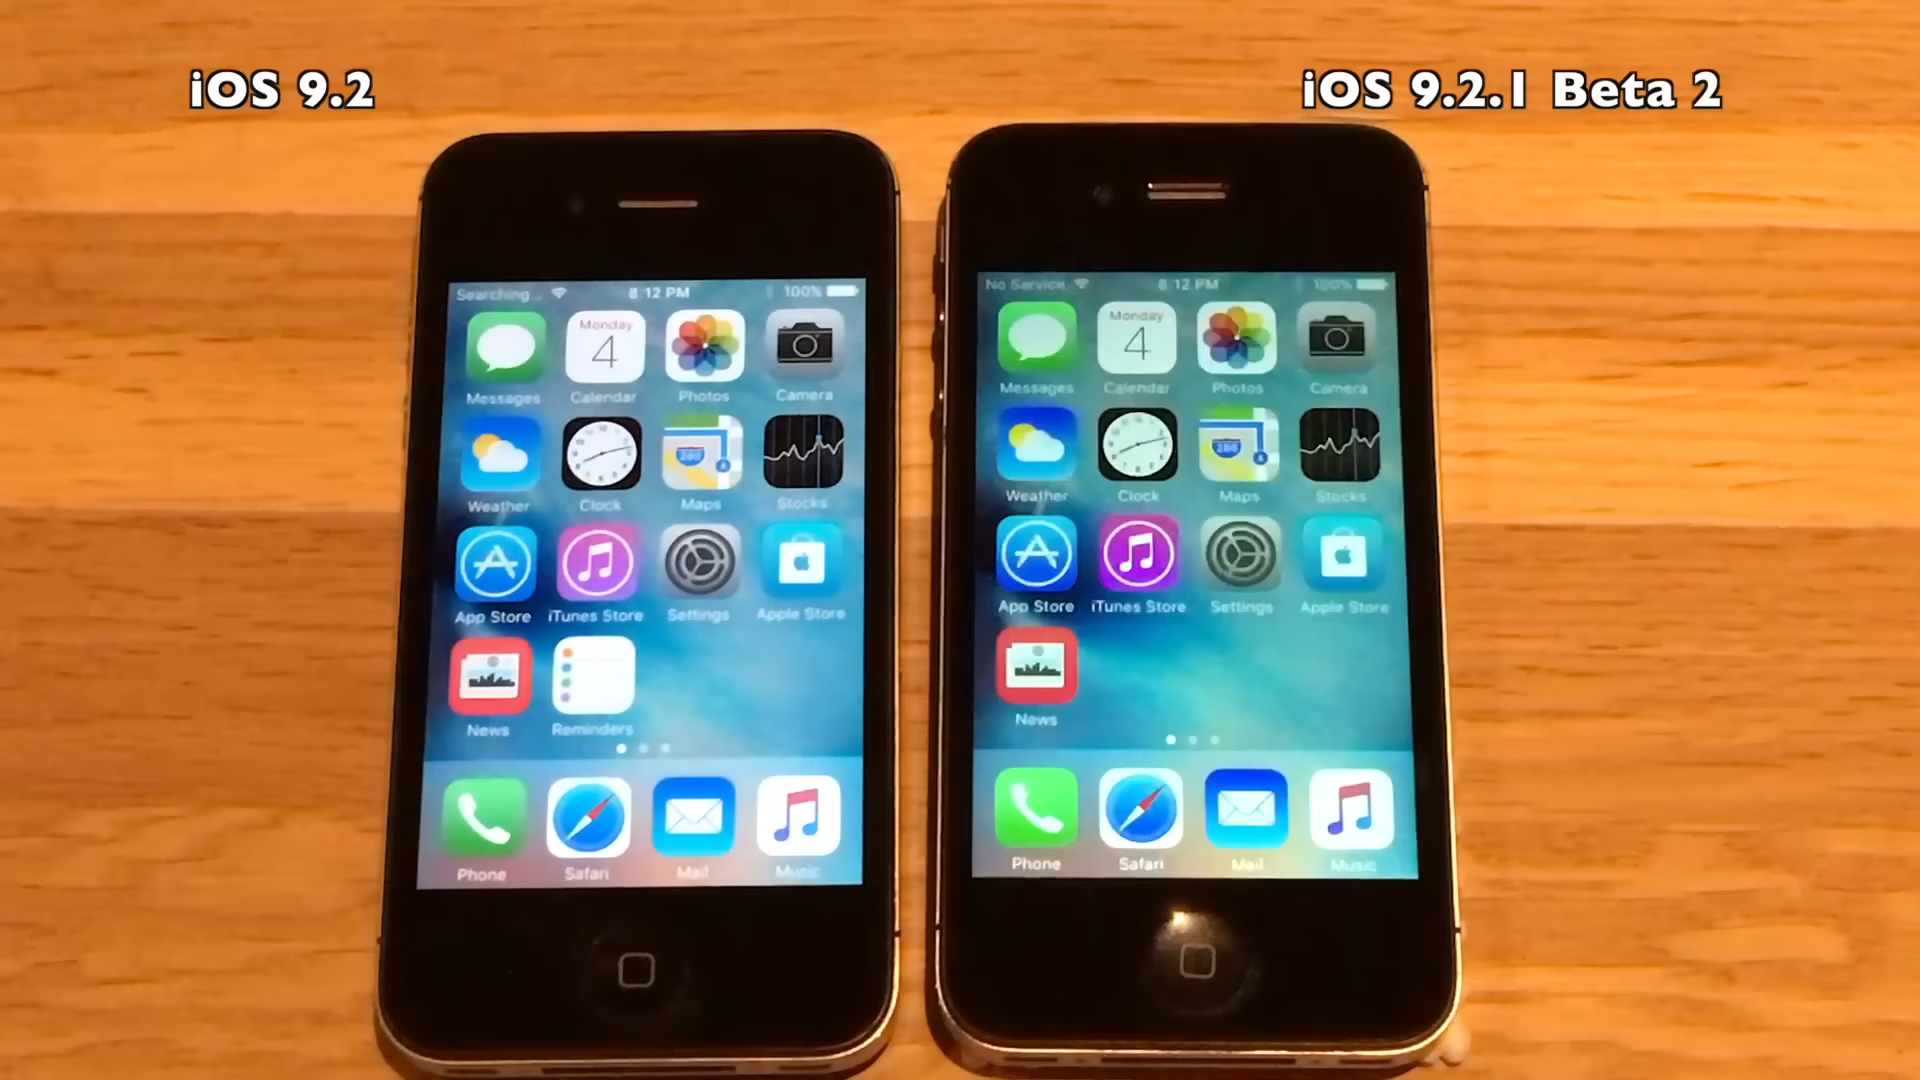 iOS 9.2
iOS 9.2.1 Beta 2
Searching... 8:12 PM 100%
Monday
4
Messages Calendar Photos Camera
280
Weather Clock Maps Stocks
App Store iTunes Store Settings Apple Store
News Reminders
Phone Safari Mail Music
No Service 8:12 PM 100%
Monday
4
Messages Calendar Photos Camera
280
Weather Clock Maps Stocks
App Store iTunes Store Settings Apple Store
News
Phone Safari Mail Music